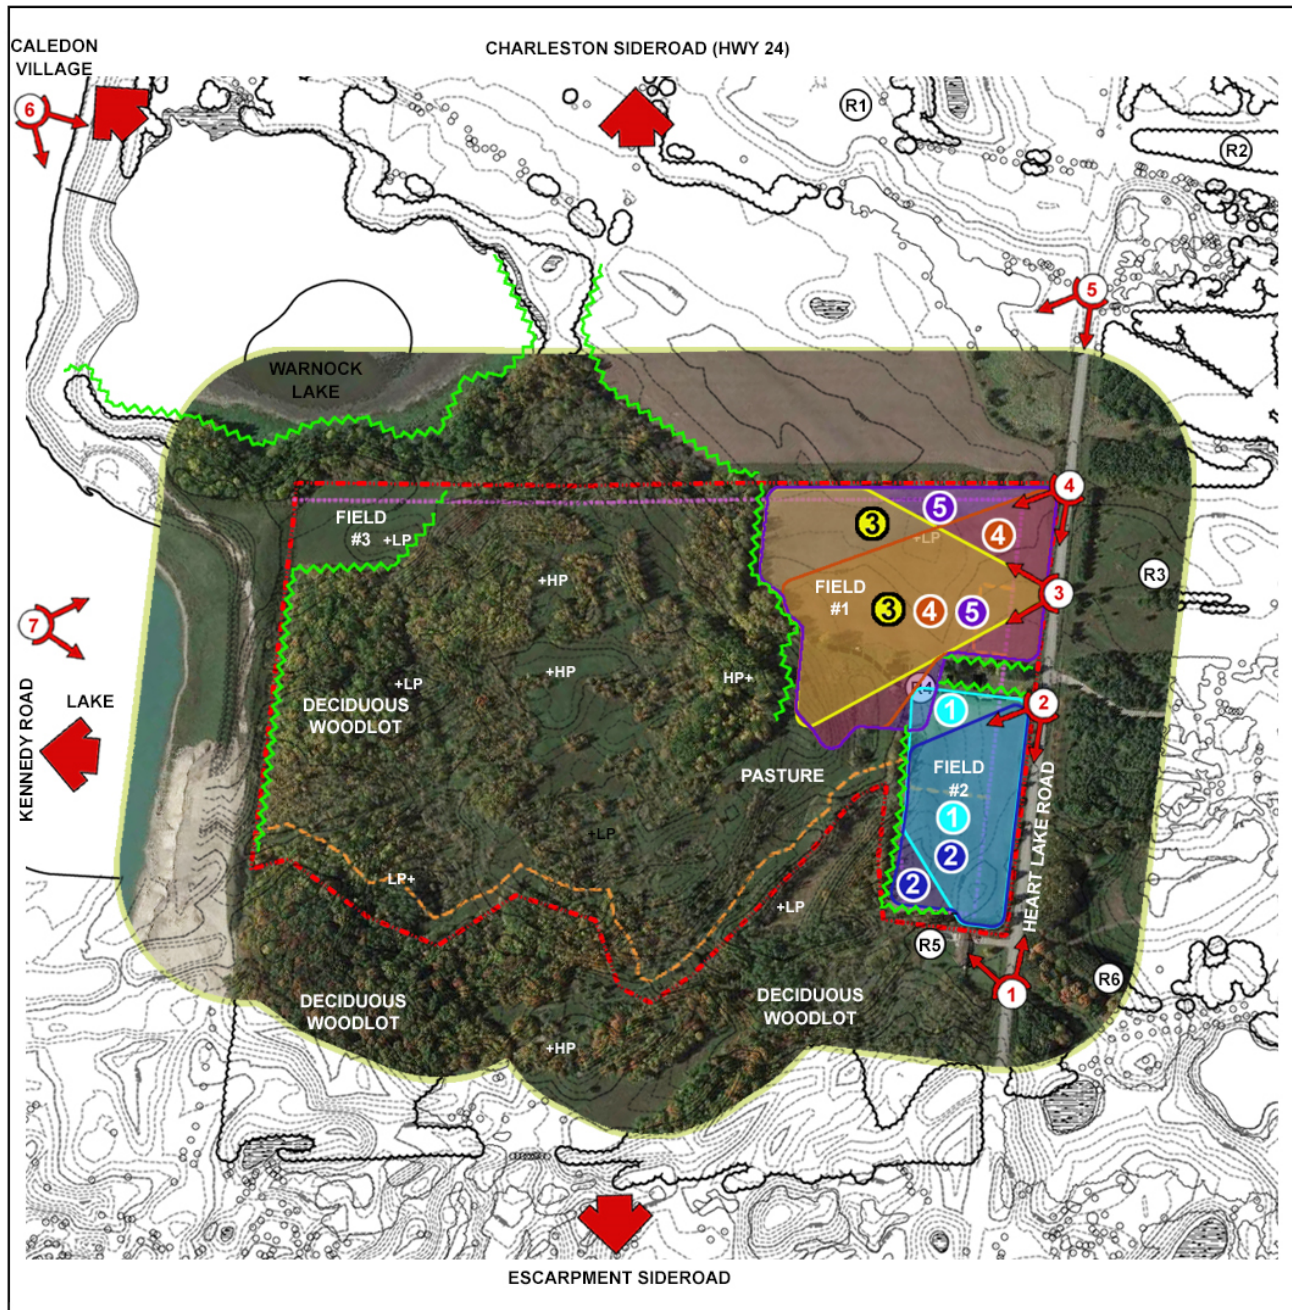 CALEDON
VILLAGE
CHARLESTON SIDEROAD (HWY 24)
6
R1
R2
5
WARNOCK
LAKE
4
FIELD
#3 +LP
3
5
4
+LP
+HP
R3
FIELD
#1
3
4
5
3
7
+LP
+HP
HP+
R4
DECIDUOUS
WOODLOT
1
2
LAKE
KENNEDY ROAD
PASTURE
FIELD
#2
1
+LP
2
HEART LAKE ROAD
LP+
2
+LP
R5
R6
DECIDUOUS
WOODLOT
DECIDUOUS
WOODLOT
1
+HP
ESCARPMENT SIDEROAD